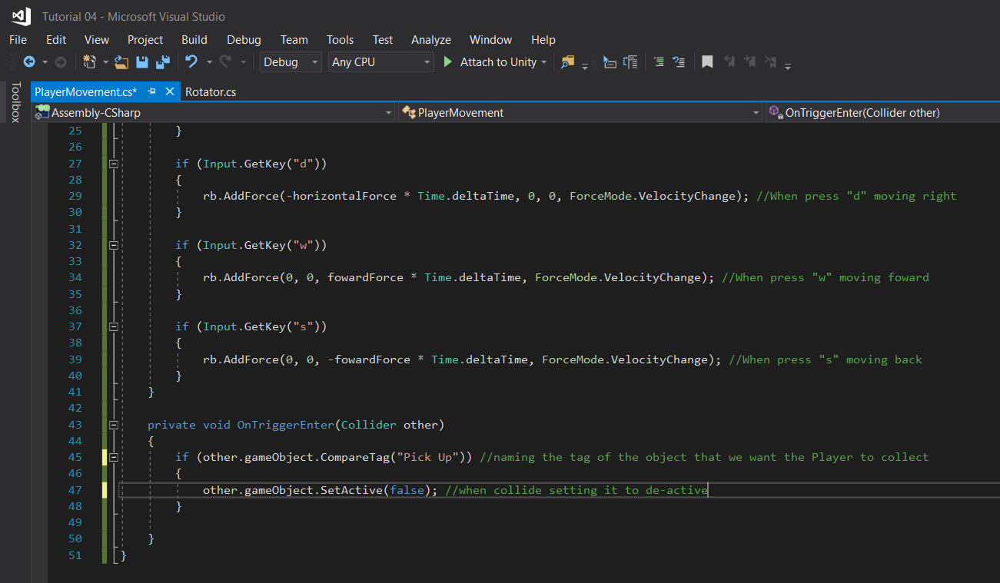 Tutorial 04 - Microsoft Visual Studio
File Edit View Project Build Debug Team Tools Test Analyze Window Help
Debug Any CPU Attach to Unity
Toolbox
PlayerMovement.cs* Rotator.cs
Assembly-CSharp PlayerMovement OnTriggerEnter(Collider other)
25 }
26
27 if (Input.GetKey("d"))
28 {
29 rb.AddForce(-horizontalForce * Time.deltaTime, 0, 0, ForceMode.VelocityChange); //When press "d" moving right
30 }
31
32 if (Input.GetKey("w"))
33 {
34 rb.AddForce(0, 0, fowardForce * Time.deltaTime, ForceMode.VelocityChange); //When press "w" moving foward
35 }
36
37 if (Input.GetKey("s"))
38 {
39 rb.AddForce(0, 0, -fowardForce * Time.deltaTime, ForceMode.VelocityChange); //When press "s" moving back
40 }
41 }
42
43 private void OnTriggerEnter(Collider other)
44 {
45 if (other.gameObject.CompareTag("Pick Up")) //naming the tag of the object that we want the Player to collect
46 {
47 other.gameObject.SetActive(false); //when collide setting it to de-active
48 }
49
50 }
51 }